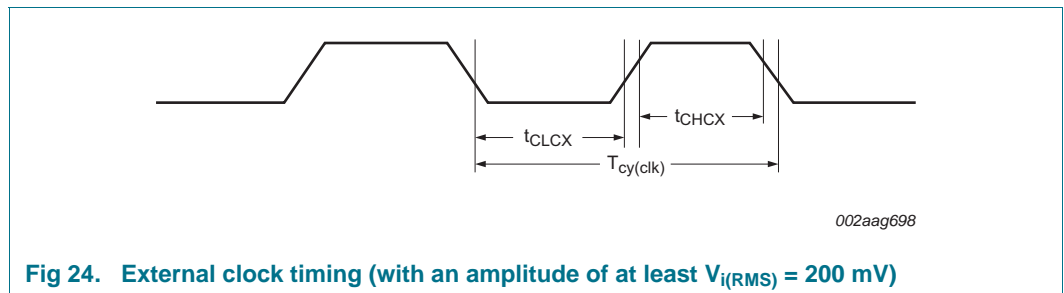 tCHCX
tCLCX
Tcy(clk)
002aag698
Fig 24. External clock timing (with an amplitude of at least Vi(RMS) = 200 mV)